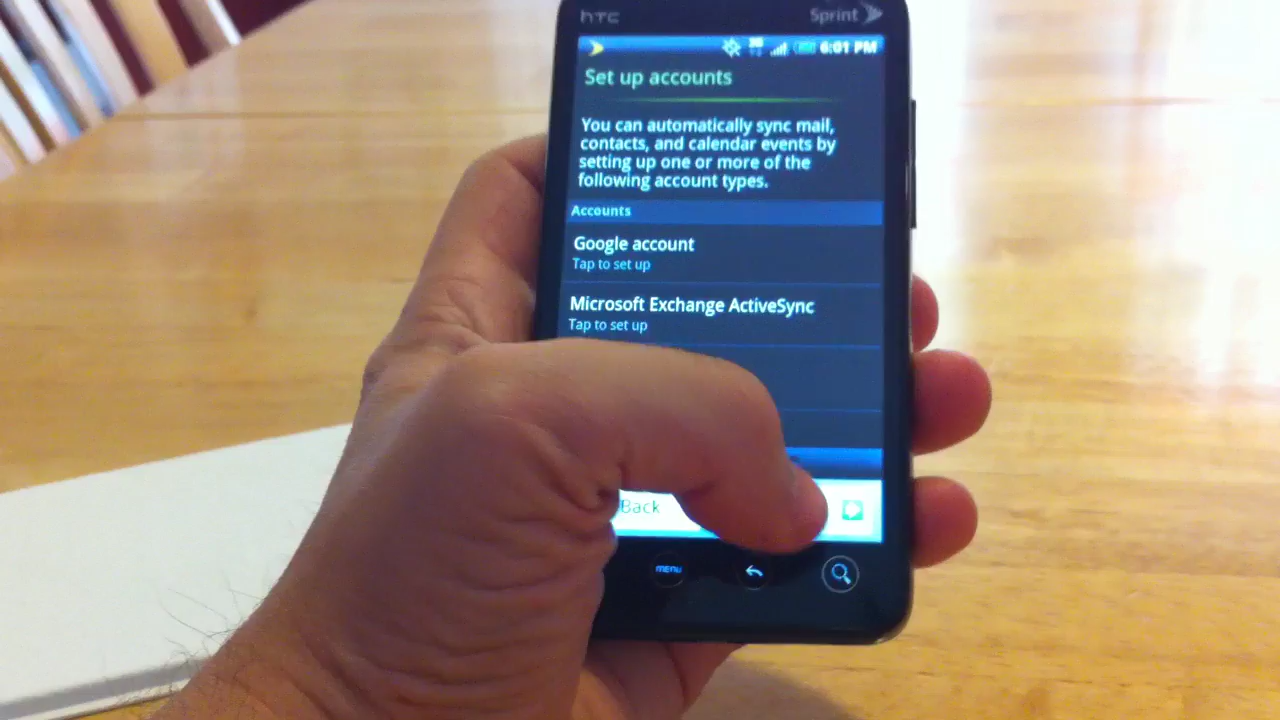 hTC Sprint
6:01 PM
Set up accounts
You can automatically sync mail,
contacts, and calendar events by
setting up one or more of the
following account types.
Accounts
Google account
Tap to set up
Microsoft Exchange ActiveSync
Tap to set up
Back
menu